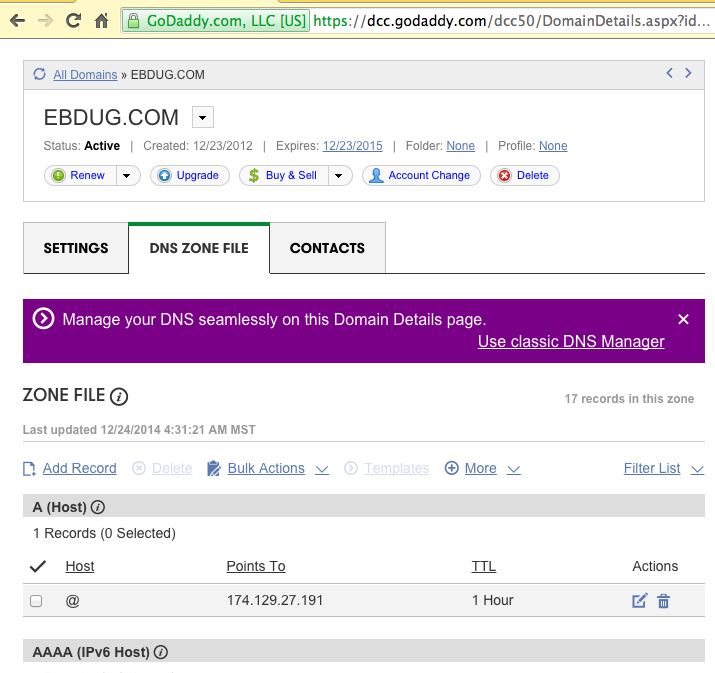 GoDaddy.com, LLC [US] https://dcc.godaddy.com/dcc50/DomainDetails.aspx?id...
All Domains » EBDUG.COM
EBDUG.COM
Status: Active | Created: 12/23/2012 | Expires: 12/23/2015 | Folder: None | Profile: None
Renew Upgrade $ Buy & Sell Account Change Delete
SETTINGS DNS ZONE FILE CONTACTS
Manage your DNS seamlessly on this Domain Details page.
Use classic DNS Manager
ZONE FILE 17 records in this zone
Last updated 12/24/2014 4:31:21 AM MST
Add Record Delete Bulk Actions Templates More Filter List
A (Host)
1 Records (0 Selected)
Host Points To TTL Actions
@ 174.129.27.191 1 Hour
AAAA (IPv6 Host)